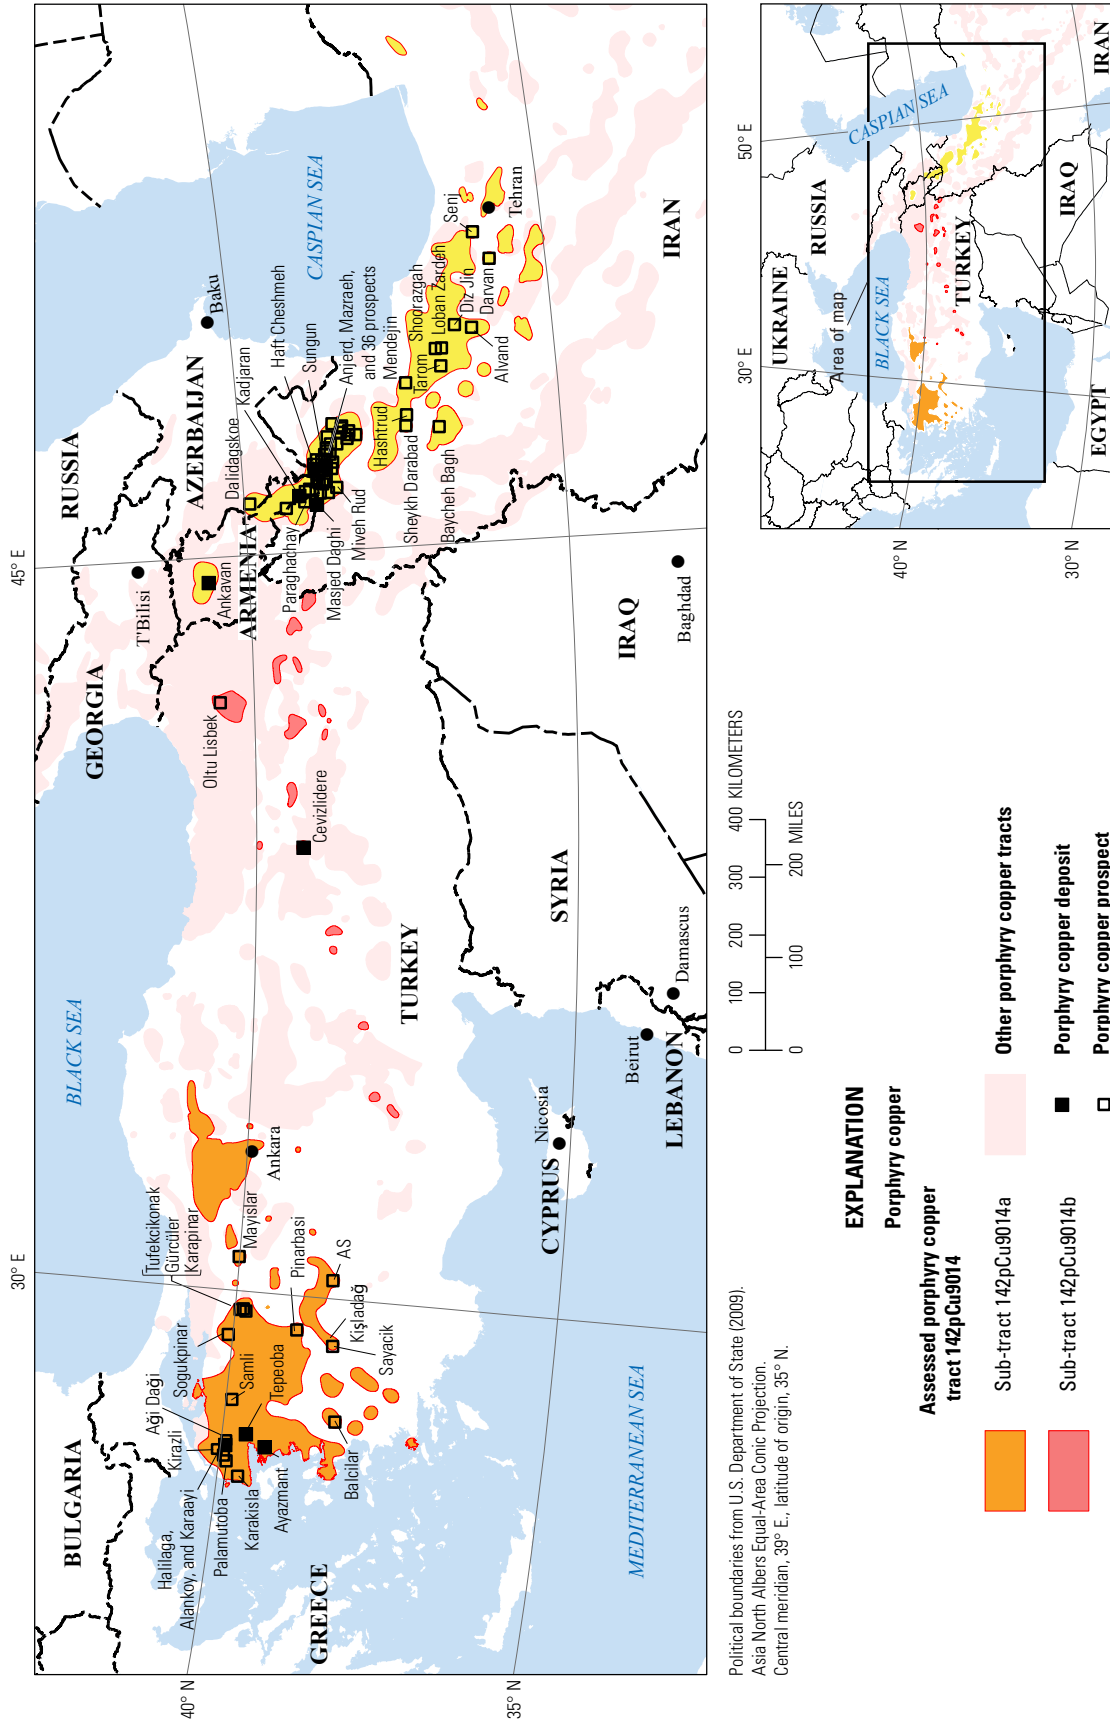 30° E
45° E
40° N
35° N
BULGARIA
GREECE
BLACK SEA
MEDITERRANEAN SEA
TURKEY
CYPRUS
Nicosia
LEBANON
Beirut
Damascus
SYRIA
IRAQ
Baghdad
GEORGIA
T'Bilisi
RUSSIA
ARMENIA
AZERBAIJAN
Baku
CASPIAN SEA
IRAN
Tehran
Ankara
Halilaga,
Alankoy, and Karaayi
Kirazli
Aği Daği
Palamutoba
Karakisla
Ayazmant
Sogukpinar
Samli
Tepeoba
Balcilar
Tufekcikonak
Gürcüler
Karapinar
Mayislar
Pinarbasi
AS
Kişladağ
Sayacik
Cevizlidere
Oltu Lisbek
Ankavan
Dalidagskoe
Kadjaran
Haft Cheshmeh
Sungun
Anjerd, Mazraeh,
and 36 prospects
Mendejin
Paraghachay
Masjed Daghi
Miveh Rud
Hashtrud
Sheykh Darabad
Baycheh Bagh
Tarom
Shoorazgah
Loban Zardeh
Diz Jin
Darvan
Alvand
Senj
Political boundaries from U.S. Department of State (2009).
Asia North Albers Equal-Area Conic Projection.
Central meridian, 39° E., latitude of origin, 35° N.
0 100 200 300 400 KILOMETERS
0 100 200 MILES
EXPLANATION
Porphyry copper
Assessed porphyry copper
tract 142pCu9014
Sub-tract 142pCu9014a
Sub-tract 142pCu9014b
Other porphyry copper tracts
Porphyry copper deposit
Porphyry copper prospect
30° E
50° E
40° N
30° N
UKRAINE
RUSSIA
Area of map
BLACK SEA
CASPIAN SEA
TURKEY
IRAQ
IRAN
EGYPT